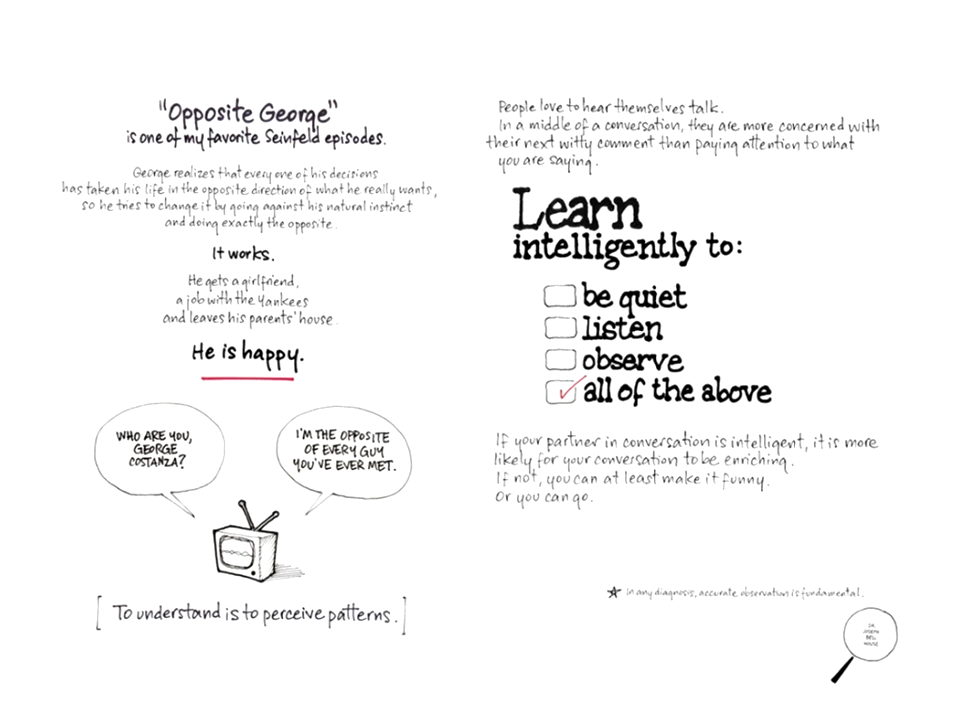 "Opposite George"
is one of my favorite Seinfeld episodes.
George realizes that every one of his decisions
has taken his life in the opposite direction of what he really wants,
so he tries to change it by going against his natural instinct
and doing exactly the opposite.
It works.
He gets a girlfriend,
a job with the Yankees
and leaves his parents' house.
He is happy.
WHO ARE YOU,
GEORGE
COSTANZA?
I'M THE OPPOSITE
OF EVERY GUY
YOU'VE EVER MET.
[ To understand is to perceive patterns. ]
People love to hear themselves talk.
In a middle of a conversation, they are more concerned with
their next witty comment than paying attention to what
you are saying.
Learn
intelligently to:
be quiet
listen
observe
all of the above
If your partner in conversation is intelligent, it is more
likely for your conversation to be enriching.
If not, you can at least make it funny.
Or you can go.
In any diagnosis, accurate observation is fundamental.
DR.
JOSEPH
BELL
HOUSE